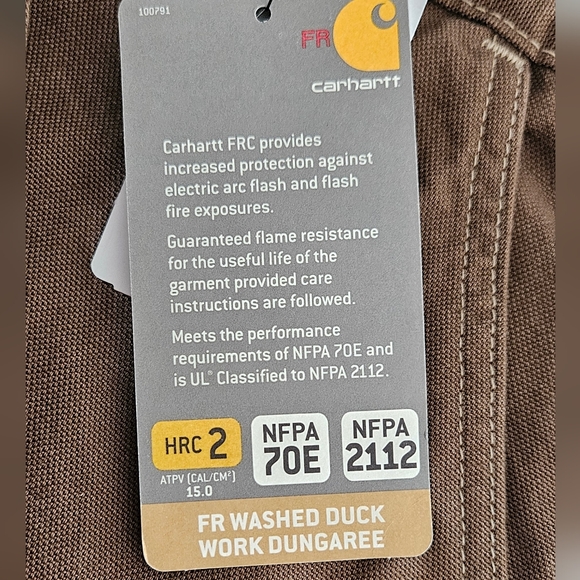 100791
FR
carhartt
Carhartt FRC provides
increased protection against
electric arc flash and flash
fire exposures.
Guaranteed flame resistance
for the useful life of the
garment provided care
instructions are followed.
Meets the performance
requirements of NFPA 70E and
is UL® Classified to NFPA 2112.
HRC 2
ATPV (CAL/CM²)
15.0
NFPA
70E
NFPA
2112
FR WASHED DUCK
WORK DUNGAREE